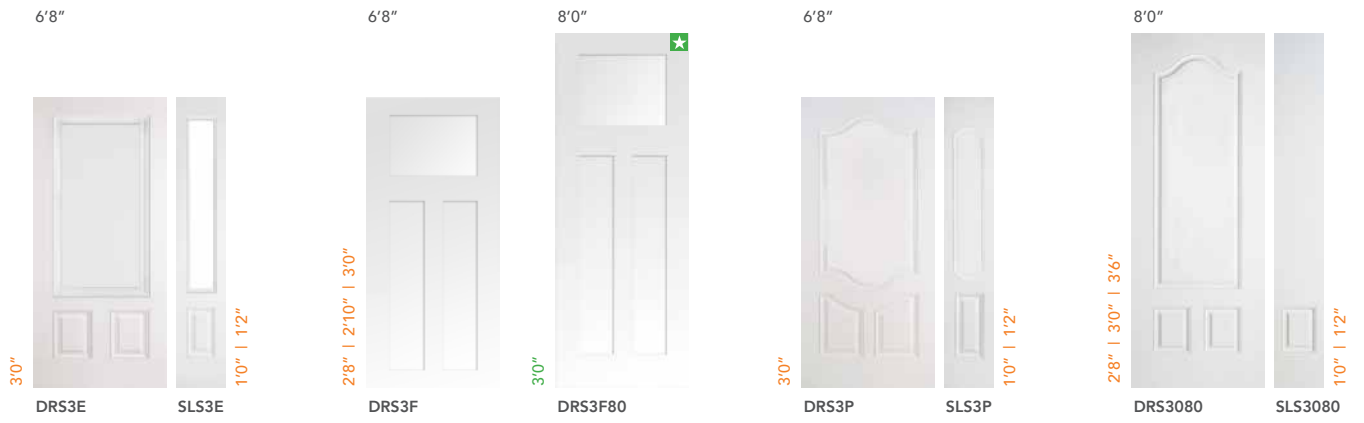 6'8"
6'8"
8'0"
6'8"
8'0"
3'0"
1'0" | 1'2"
2'8" | 2'10" | 3'0"
3'0"
3'0"
1'0" | 1'2"
2'8" | 3'0" | 3'6"
1'0" | 1'2"
DRS3E
SLS3E
DRS3F
DRS3F80
DRS3P
SLS3P
DRS3080
SLS3080